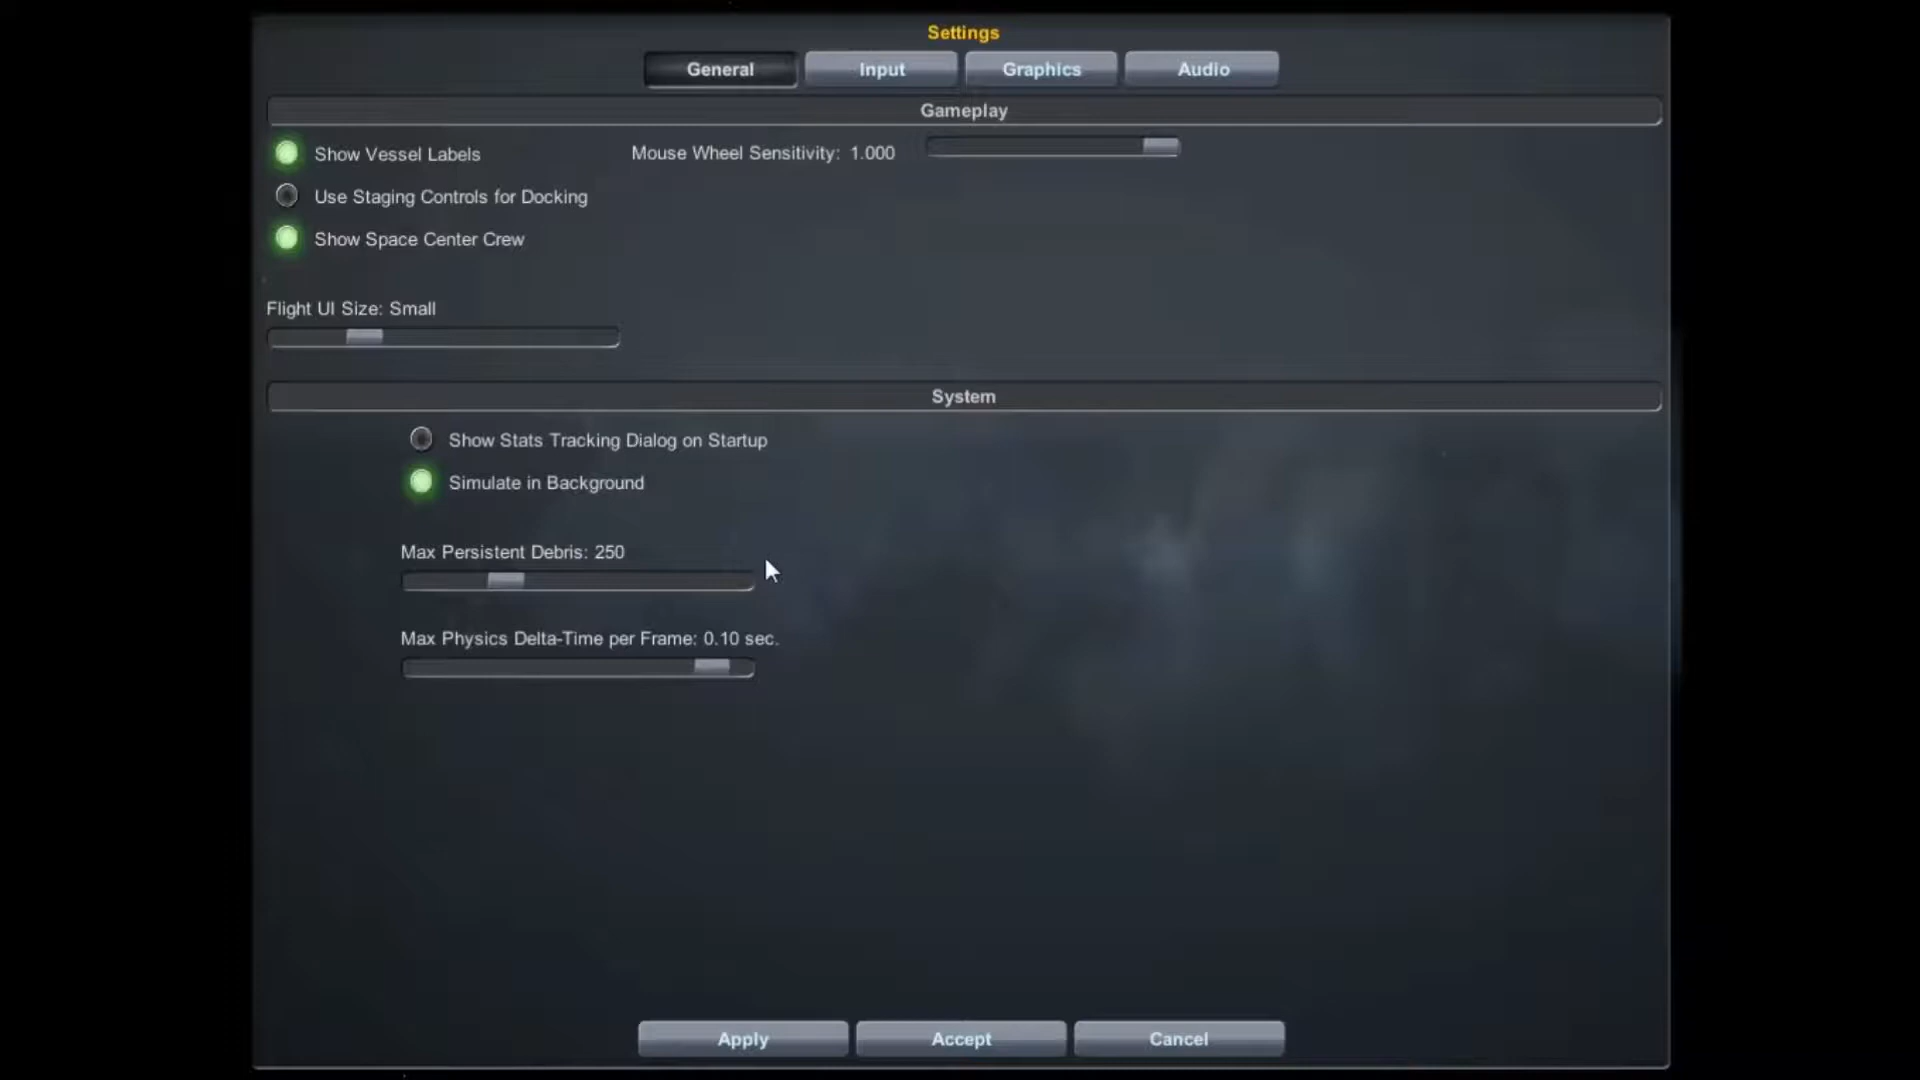 Settings
General
Input
Graphics
Audio
Gameplay
Show Vessel Labels
Mouse Wheel Sensitivity: 1.000
Use Staging Controls for Docking
Show Space Center Crew
Flight UI Size: Small
System
Show Stats Tracking Dialog on Startup
Simulate in Background
Max Persistent Debris: 250
Max Physics Delta-Time per Frame: 0.10 sec.
Apply
Accept
Cancel